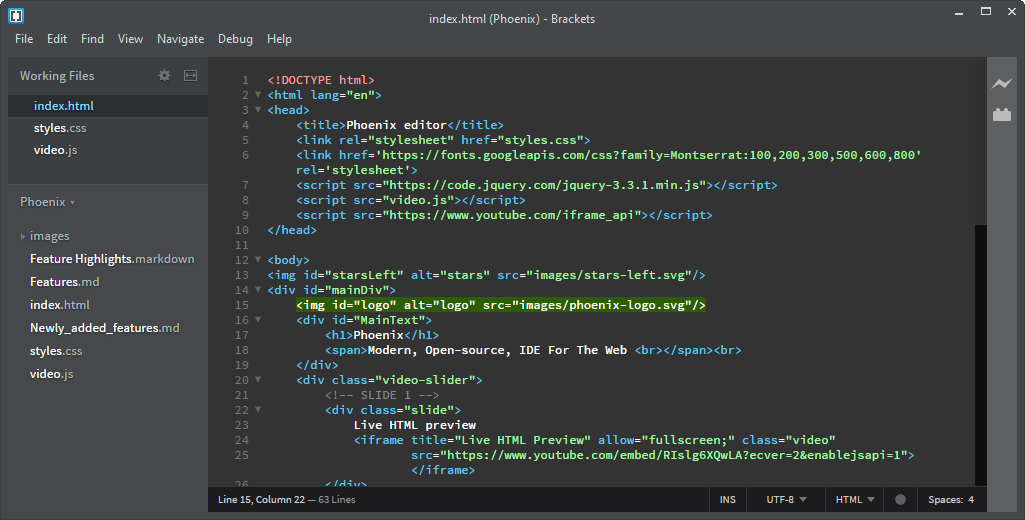 index.html (Phoenix) - Brackets
File Edit Find View Navigate Debug Help
Working Files
index.html
styles.css
video.js
Phoenix
images
Feature Highlights.markdown
Features.md
index.html
Newly_added_features.md
styles.css
video.js
1 <!DOCTYPE html>
2 <html lang="en">
3 <head>
4 <title>Phoenix editor</title>
5 <link rel="stylesheet" href="styles.css">
6 <link href='https://fonts.googleapis.com/css?family=Montserrat:100,200,300,500,600,800'
rel='stylesheet'>
7 <script src="https://code.jquery.com/jquery-3.3.1.min.js"></script>
8 <script src="video.js"></script>
9 <script src="https://www.youtube.com/iframe_api"></script>
10 </head>
11
12 <body>
13 <img id="starsLeft" alt="stars" src="images/stars-left.svg"/>
14 <div id="mainDiv">
15 <img id="logo" alt="logo" src="images/phoenix-logo.svg"/>
16 <div id="MainText">
17 <h1>Phoenix</h1>
18 <span>Modern, Open-source, IDE For The Web <br></span><br>
19 </div>
20 <div class="video-slider">
21 <!-- SLIDE 1 -->
22 <div class="slide">
23 Live HTML preview
24 <iframe title="Live HTML Preview" allow="fullscreen;" class="video"
25 src="https://www.youtube.com/embed/RIslg6XQwLA?ecver=2&enablejsapi=1">
</iframe>
26 </div>
Line 15, Column 22 — 63 Lines
INS UTF-8 HTML Spaces: 4